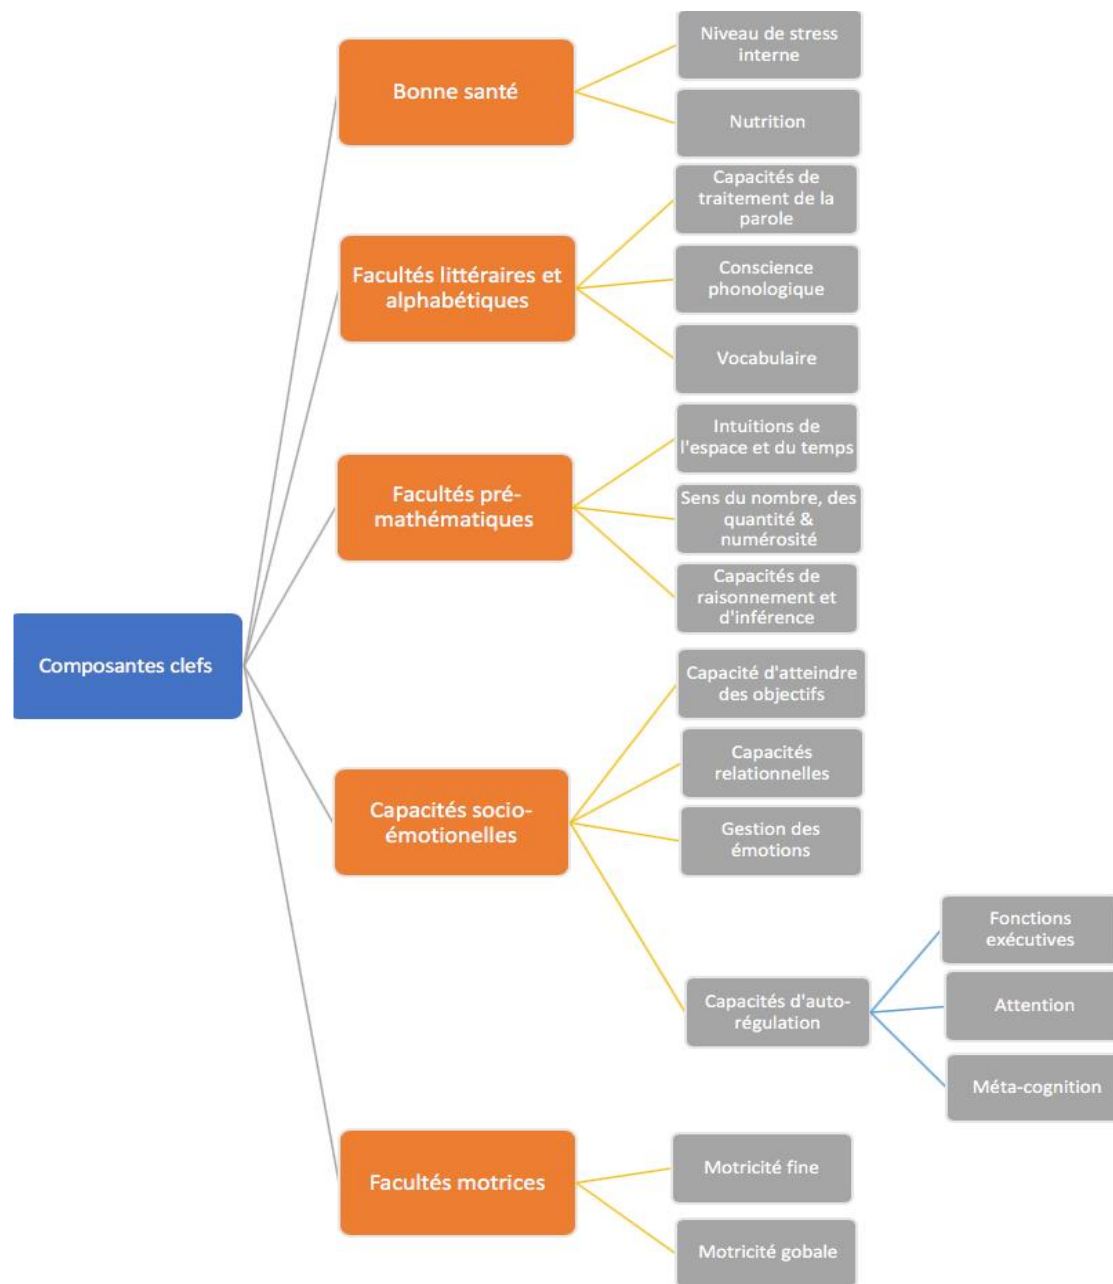 Niveau de stress
interne
Bonne santé
Nutrition
Capacités de
traitement de la
parole
Facultés littéraires et
alphabétiques
Conscience
phonologique
Vocabulaire
Intuitions de
l'espace et du temps
Facultés pré-
mathématiques
Sens du nombre, des
quantité &
numérosité
Capacités de
raisonnement et
d'inférence
Composantes clefs
Capacité d'atteindre
des objectifs
Capacités
relationnelles
Capacités socio-
émotionelles
Gestion des
émotions
Capacités d'auto-
régulation
Fonctions
exécutives
Attention
Méta-cognition
Facultés motrices
Motricité fine
Motricité gobale